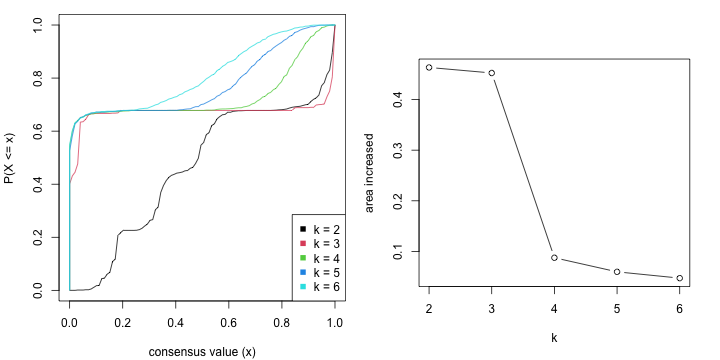 P(X <= x)
1.0
0.8
0.6
0.4
0.2
0.0
k = 2
k = 3
k = 4
k = 5
k = 6
0.0 0.2 0.4 0.6 0.8 1.0
consensus value (x)
area increased
0.4
0.3
0.2
0.1
2 3 4 5 6
k